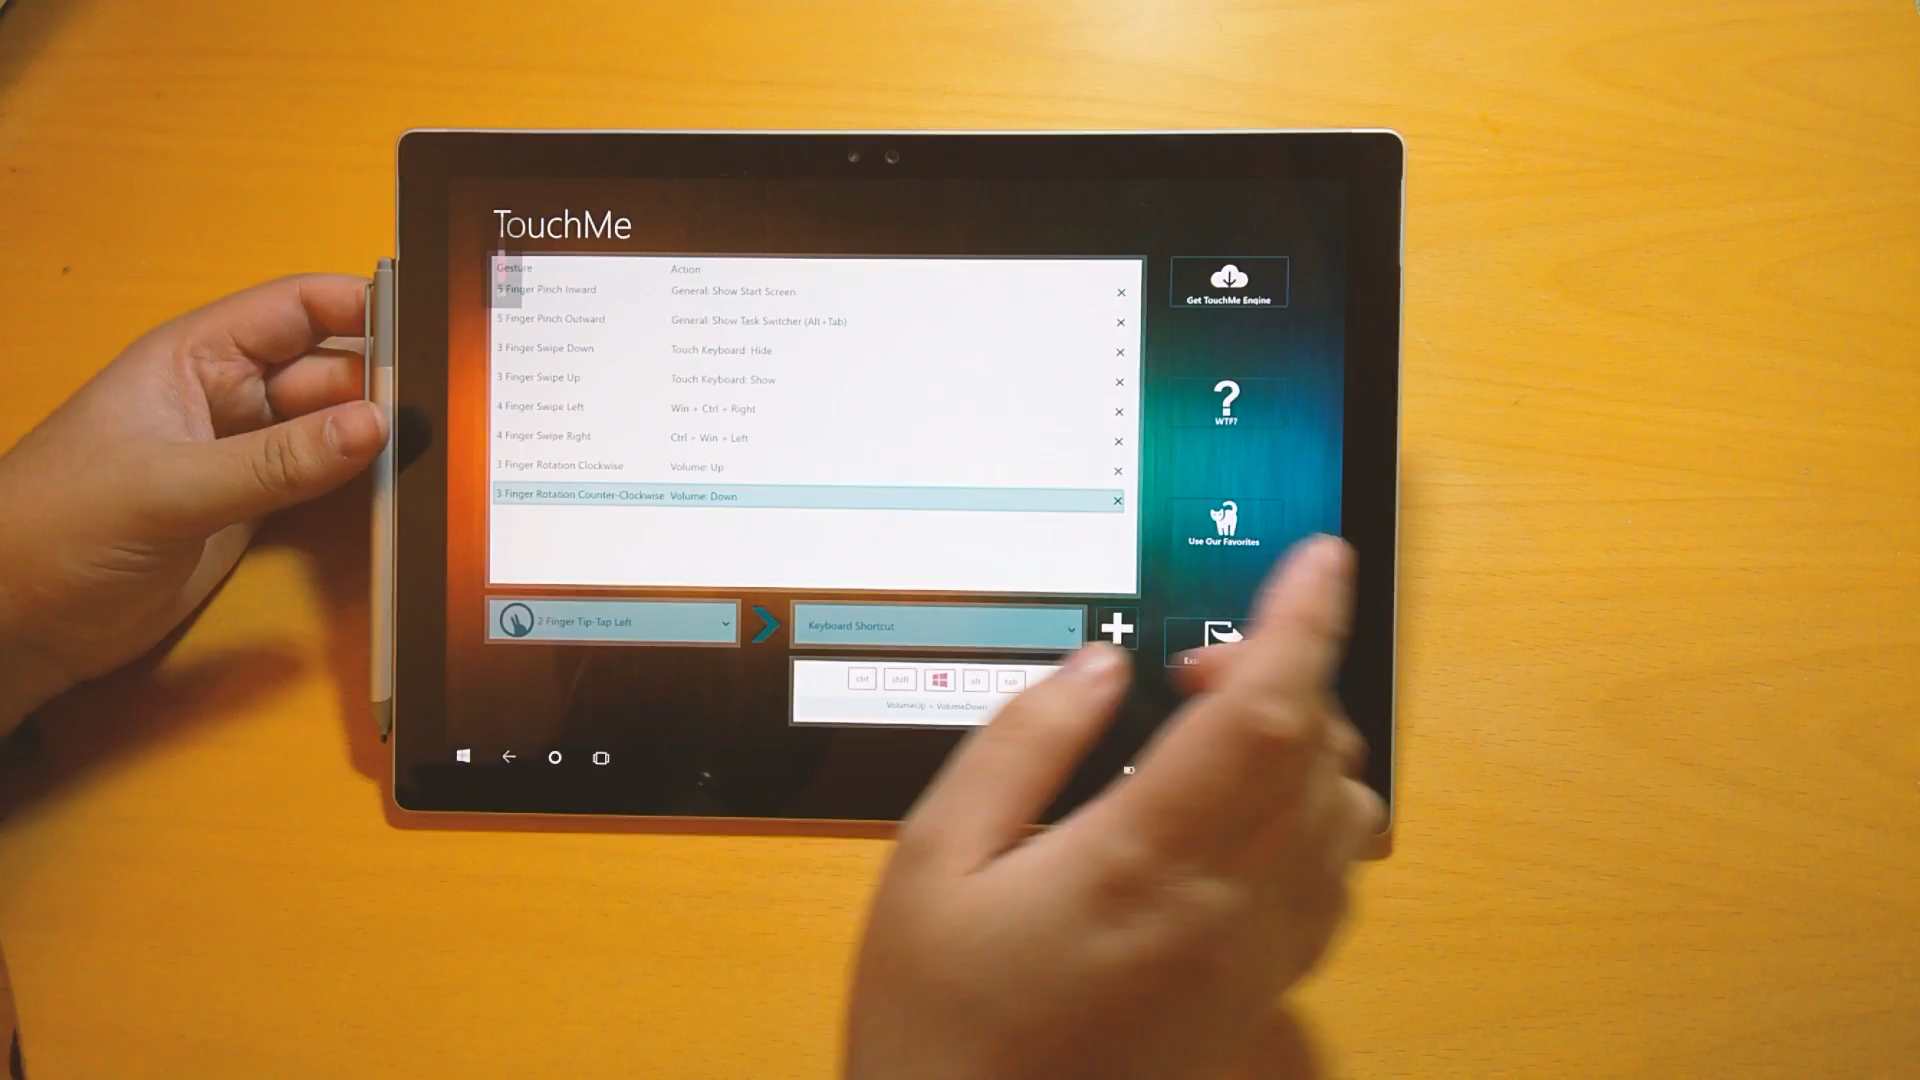 TouchMe
Gesture Action
5 Finger Pinch Inward General: Show Start Screen
5 Finger Pinch Outward General: Show Task Switcher (Alt+Tab)
3 Finger Swipe Down Touch Keyboard: Hide
3 Finger Swipe Up Touch Keyboard: Show
4 Finger Swipe Left Win + Ctrl + Right
4 Finger Swipe Right Ctrl + Win + Left
3 Finger Rotation Clockwise Volume: Up
3 Finger Rotation Counter-Clockwise Volume: Down
2 Finger Tip-Tap Left
Keyboard Shortcut
ctrl shift alt tab
VolumeUp + VolumeDown
Get TouchMe Engine
WTF?
Use Our Favorites